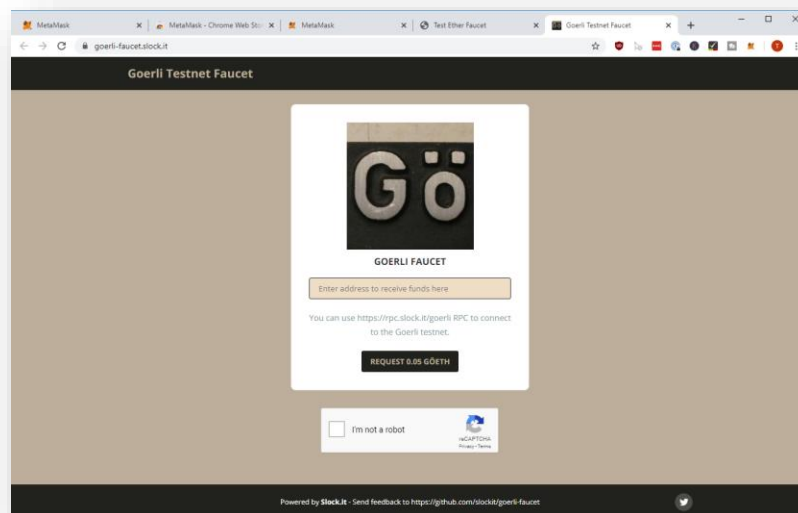 MetaMask
MetaMask - Chrome Web Sto
MetaMask
Test Ether Faucet
Goerli Testnet Faucet
goerli-faucet.slock.it
Goerli Testnet Faucet
Gö
GOERLI FAUCET
Enter address to receive funds here
You can use https://rpc.slock.it/goerli RPC to connect
to the Goerli testnet.
REQUEST 0.05 GÖETH
I'm not a robot
reCAPTCHA
Privacy - Terms
Powered by Slock.it - Send feedback to https://github.com/slockit/goerli-faucet